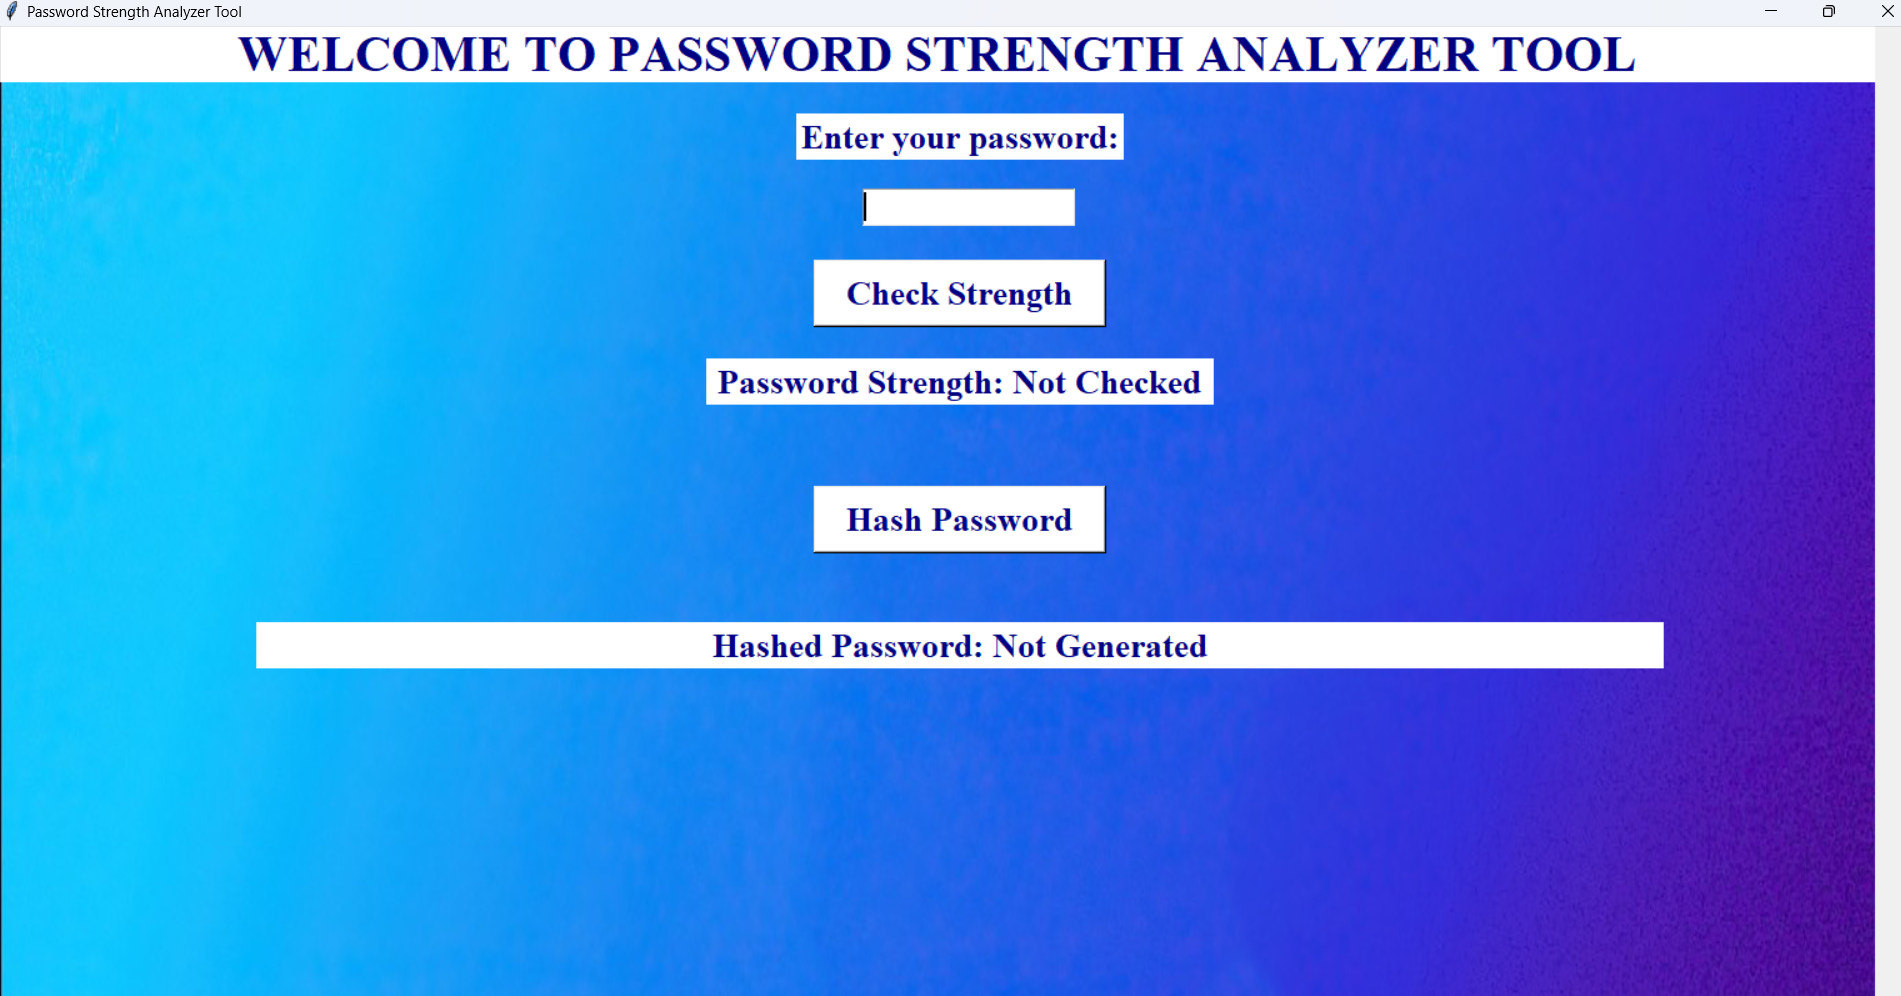 Password Strength Analyzer Tool
WELCOME TO PASSWORD STRENGTH ANALYZER TOOL
Enter your password:
Check Strength
Password Strength: Not Checked
Hash Password
Hashed Password: Not Generated